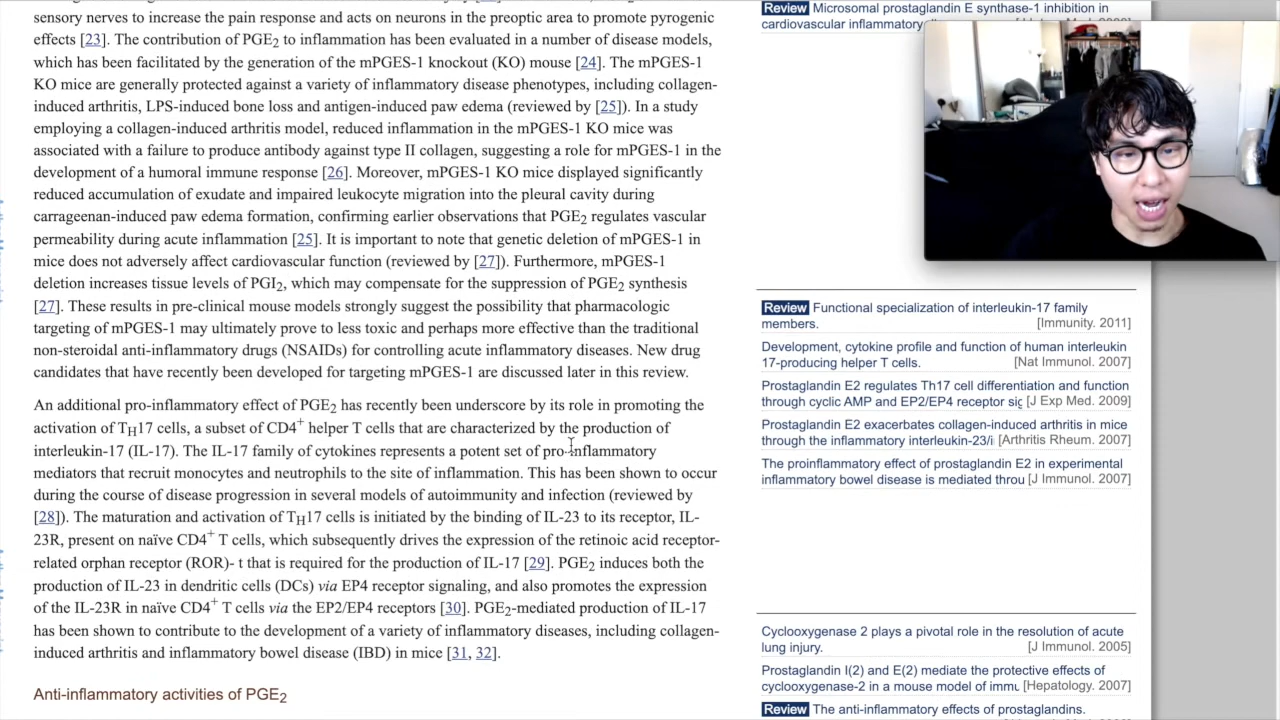 sensory nerves to increase the pain response and acts on neurons in the preoptic area to promote pyrogenic
effects [23]. The contribution of PGE2 to inflammation has been evaluated in a number of disease models,
which has been facilitated by the generation of the mPGES-1 knockout (KO) mouse [24]. The mPGES-1
KO mice are generally protected against a variety of inflammatory disease phenotypes, including collagen-
induced arthritis, LPS-induced bone loss and antigen-induced paw edema (reviewed by [25]). In a study
employing a collagen-induced arthritis model, reduced inflammation in the mPGES-1 KO mice was
associated with a failure to produce antibody against type II collagen, suggesting a role for mPGES-1 in the
development of a humoral immune response [26]. Moreover, mPGES-1 KO mice displayed significantly
reduced accumulation of exudate and impaired leukocyte migration into the pleural cavity during
carrageenan-induced paw edema formation, confirming earlier observations that PGE2 regulates vascular
permeability during acute inflammation [25]. It is important to note that genetic deletion of mPGES-1 in
mice does not adversely affect cardiovascular function (reviewed by [27]). Furthermore, mPGES-1
deletion increases tissue levels of PGI2, which may compensate for the suppression of PGE2 synthesis
[27]. These results in pre-clinical mouse models strongly suggest the possibility that pharmacologic
targeting of mPGES-1 may ultimately prove to less toxic and perhaps more effective than the traditional
non-steroidal anti-inflammatory drugs (NSAIDs) for controlling acute inflammatory diseases. New drug
candidates that have recently been developed for targeting mPGES-1 are discussed later in this review.
An additional pro-inflammatory effect of PGE2 has recently been underscore by its role in promoting the
activation of TH17 cells, a subset of CD4+ helper T cells that are characterized by the production of
interleukin-17 (IL-17). The IL-17 family of cytokines represents a potent set of pro-inflammatory
mediators that recruit monocytes and neutrophils to the site of inflammation. This has been shown to occur
during the course of disease progression in several models of autoimmunity and infection (reviewed by
[28]). The maturation and activation of TH17 cells is initiated by the binding of IL-23 to its receptor, IL-
23R, present on naïve CD4+ T cells, which subsequently drives the expression of the retinoic acid receptor-
related orphan receptor (ROR)- t that is required for the production of IL-17 [29]. PGE2 induces both the
production of IL-23 in dendritic cells (DCs) via EP4 receptor signaling, and also promotes the expression
of the IL-23R in naïve CD4+ T cells via the EP2/EP4 receptors [30]. PGE2-mediated production of IL-17
has been shown to contribute to the development of a variety of inflammatory diseases, including collagen-
induced arthritis and inflammatory bowel disease (IBD) in mice [31, 32].
Anti-inflammatory activities of PGE2
Review Microsomal prostaglandin E synthase-1 inhibition in
cardiovascular inflammatory
Review Functional specialization of interleukin-17 family
members. [Immunity. 2011]
Development, cytokine profile and function of human interleukin
17-producing helper T cells. [Nat Immunol. 2007]
Prostaglandin E2 regulates Th17 cell differentiation and function
through cyclic AMP and EP2/EP4 receptor sig [J Exp Med. 2009]
Prostaglandin E2 exacerbates collagen-induced arthritis in mice
through the inflammatory interleukin-23/i [Arthritis Rheum. 2007]
The proinflammatory effect of prostaglandin E2 in experimental
inflammatory bowel disease is mediated throu [J Immunol. 2007]
Cyclooxygenase 2 plays a pivotal role in the resolution of acute
lung injury. [J Immunol. 2005]
Prostaglandin I(2) and E(2) mediate the protective effects of
cyclooxygenase-2 in a mouse model of immu [Hepatology. 2007]
Review The anti-inflammatory effects of prostaglandins.